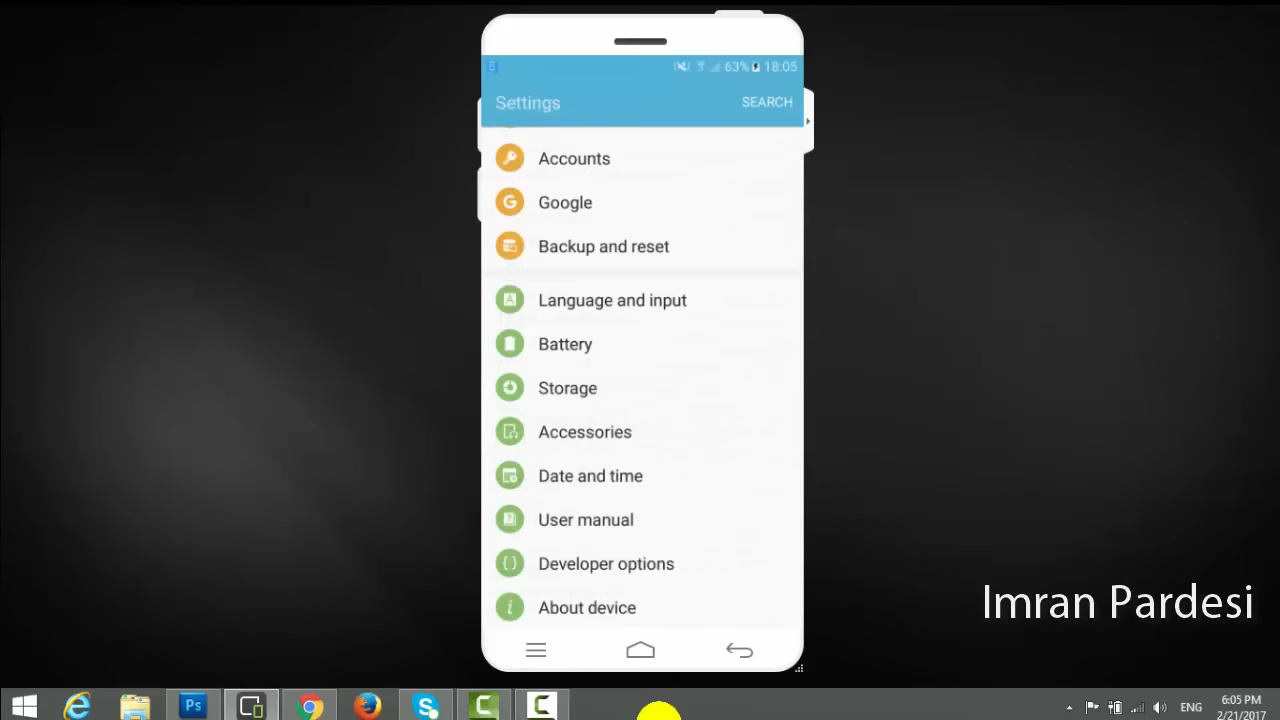 63% 18:05
Settings
SEARCH
Accounts
Google
Backup and reset
Language and input
Battery
Storage
Accessories
Date and time
User manual
Developer options
About device
Imran Pardesi
Ps
ENG
6:05 PM
2/21/2017